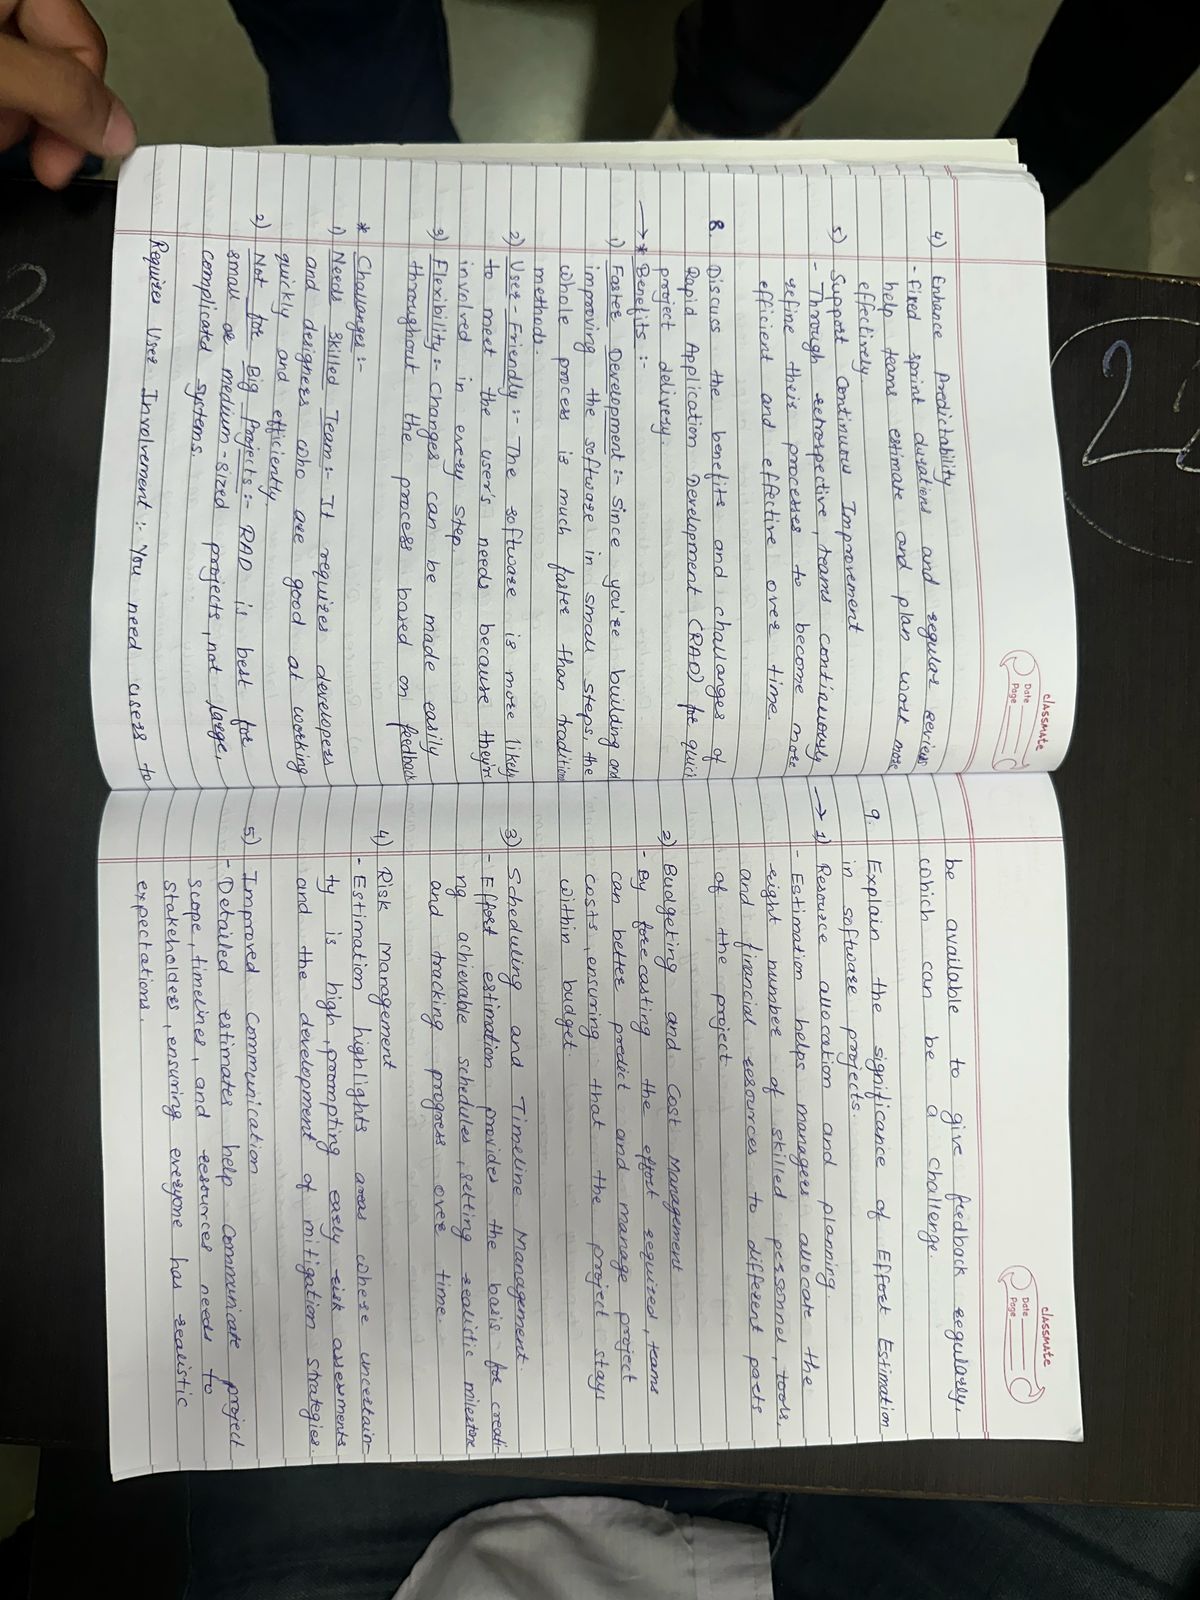 classmate
Date
Page
4) Enhance Predictability
- Fixed sprint durations and regular reviews
help teams estimate and plan work more
effectively.
5) Support Continuous Improvement
- Through retrospective, teams continuously
refine their processes to become more
efficient and effective over time.
8. Discuss the benefits and challanges of
Rapid Application Development (RAD) for quick
project delivery.
→ * Benefits :-
1) Faster Development :- Since you're building and
improving the software in small steps, the
whole process is much faster than tradition
methods.
2) User-Friendly :- The software is more likely
to meet the user's needs because they're
involved in every step.
3) Flexibility :- Changes can be made easily
throughout the process based on feedback
* Challanges :-
1) Needs Skilled Team :- It requires developers
and designers who are good at working
quickly and efficiently.
2) Not for Big Projects :- RAD is best for
small or medium-sized projects, not large,
complicated systems.
Requires User Involvement :- You need users to
classmate
Date
Page
be available to give feedback regularly,
which can be a challenge.
9. Explain the significance of Effort Estimation
in software projects.
→ 1) Resource allocation and planning.
- Estimation helps managers allocate the
right number of skilled personnel, tools,
and financial resources to different parts
of the project
2) Budgeting and Cost Management
- By forecasting the effort required, teams
can better predict and manage project
costs, ensuring that the project stays
within budget.
3) Scheduling and Timeline Management.
- Effort estimation provides the basis for creati-
ng achievable schedules, setting realistic milestone
and tracking progress over time.
4) Risk Management
- Estimation highlights areas where uncertain-
ty is high, prompting early risk assessments
and the development of mitigation strategies.
5) Improved Communication
- Detailed estimates help communicate project
scope, timelines, and resources needs to
stakeholders, ensuring everyone has realistic
expectations.